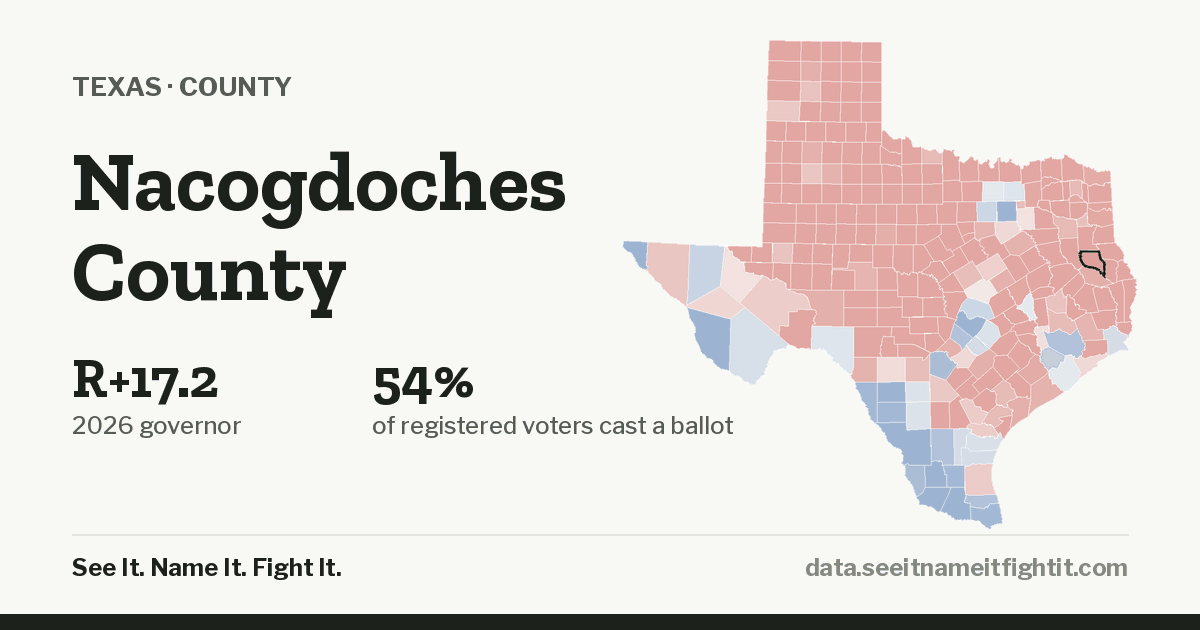 TEXAS · COUNTY
Nacogdoches
County
R+17.2
2026 governor
54%
of registered voters cast a ballot
See It. Name It. Fight It.
data.seeitnameitfightit.com